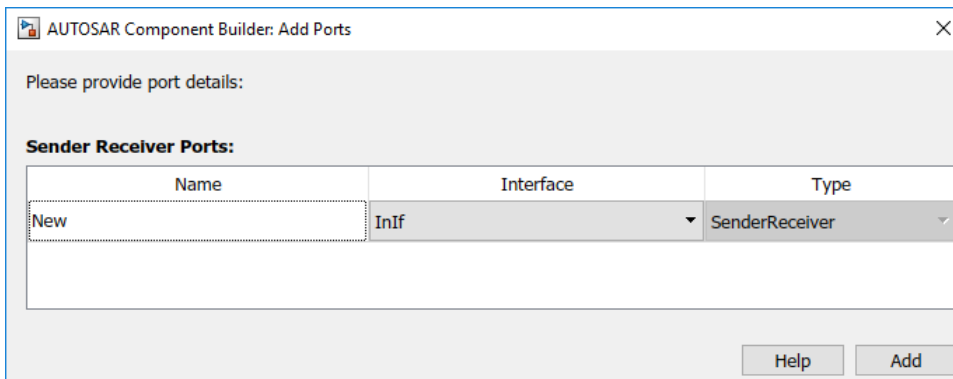 AUTOSAR Component Builder: Add Ports
Please provide port details:
Sender Receiver Ports:
Name Interface Type
New InIf SenderReceiver
Help Add